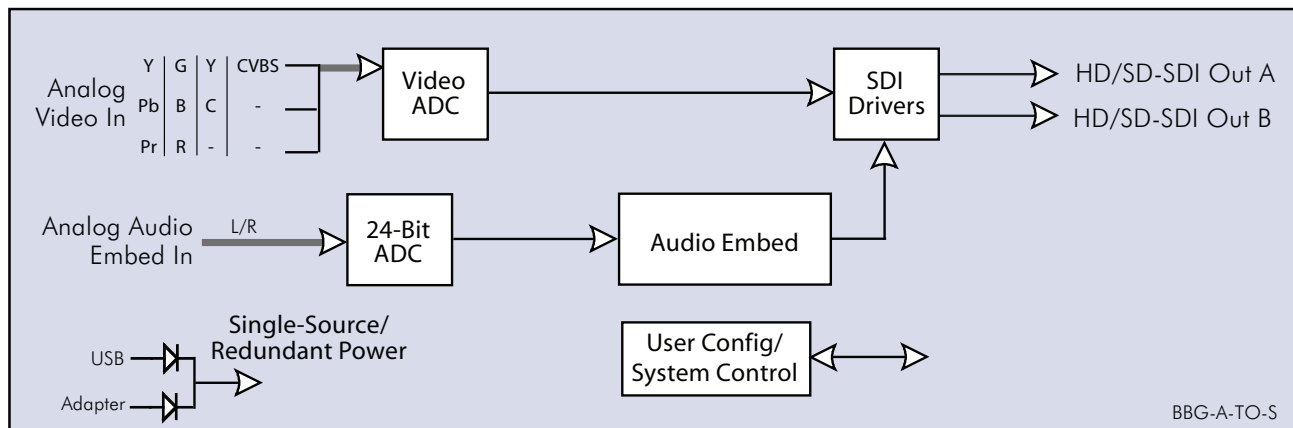 Analog
Video In
Y G Y CVBS
Pb B C -
Pr R - -
Video
ADC
SDI
Drivers
HD/SD-SDI Out A
HD/SD-SDI Out B
Analog Audio
Embed In
L/R
24-Bit
ADC
Audio Embed
Single-Source/
Redundant Power
USB
Adapter
User Config/
System Control
BBG-A-TO-S